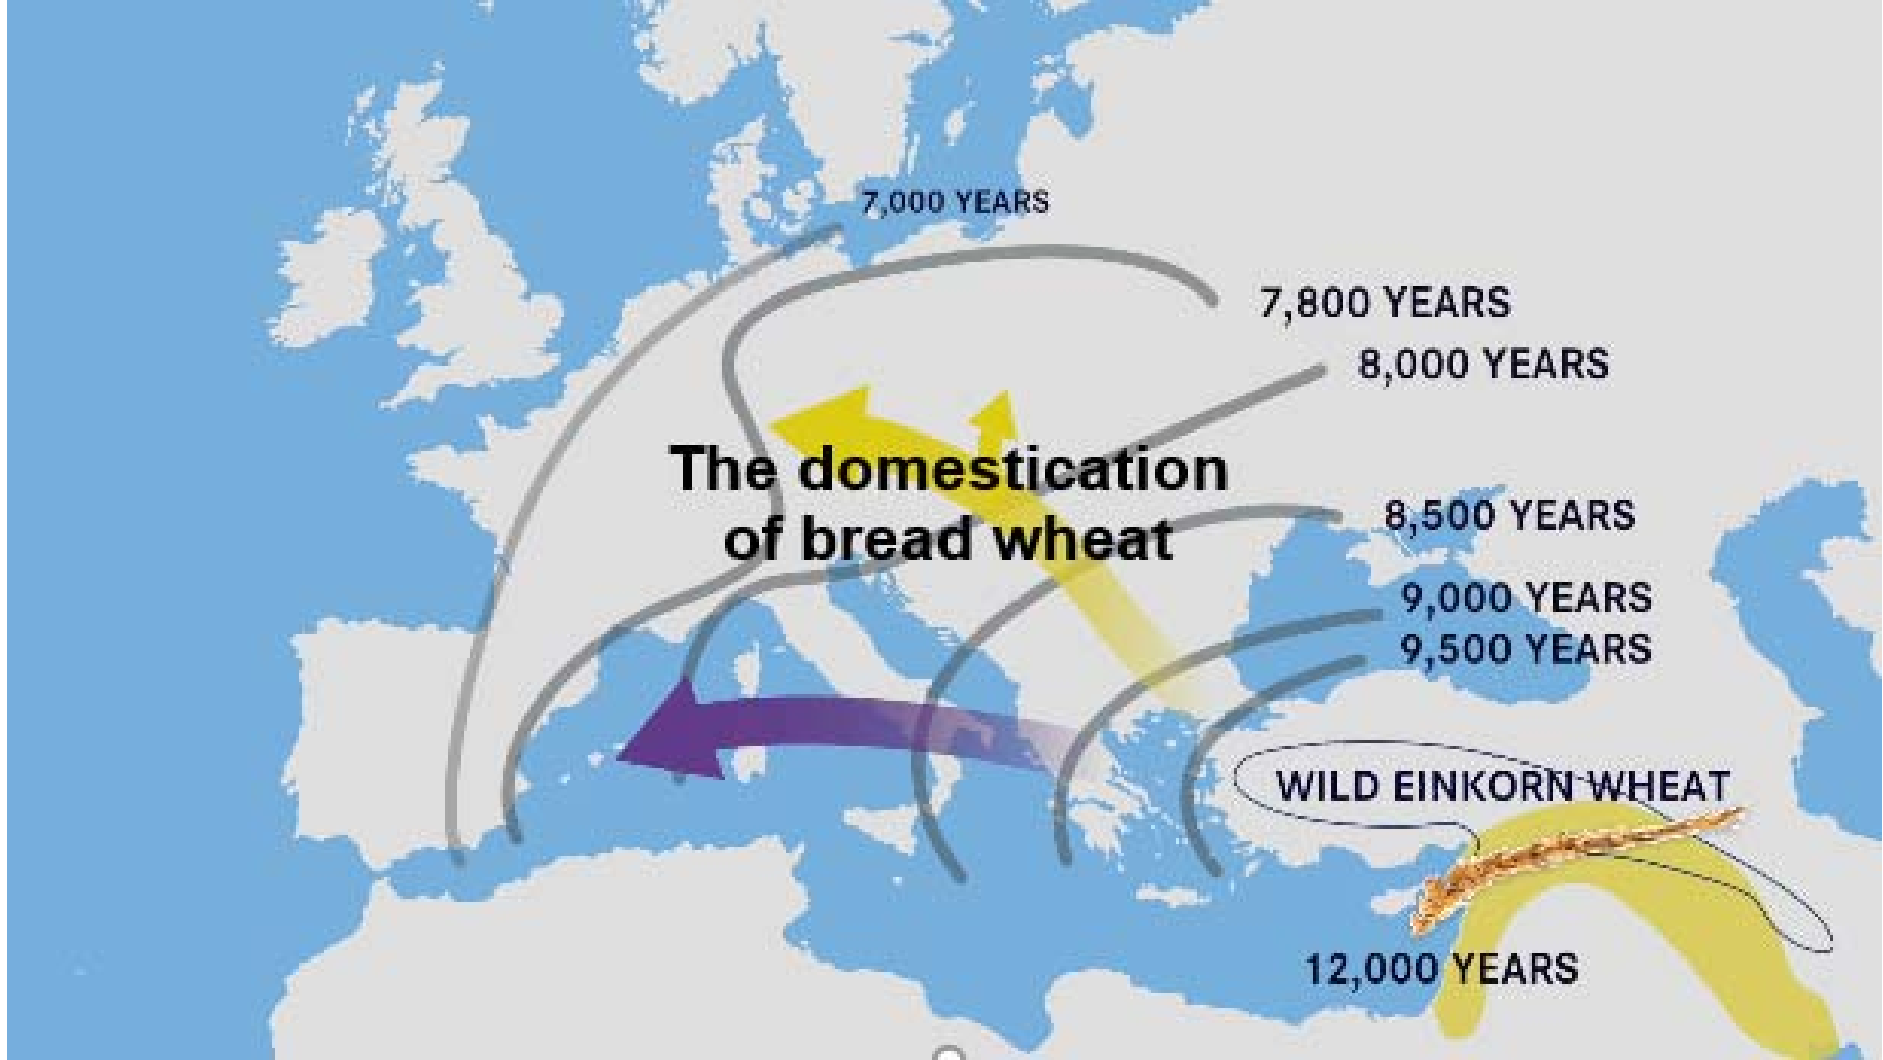 7,000 YEARS
7,800 YEARS
8,000 YEARS
The domestication
of bread wheat
8,500 YEARS
9,000 YEARS
9,500 YEARS
WILD EINKORN WHEAT
12,000 YEARS